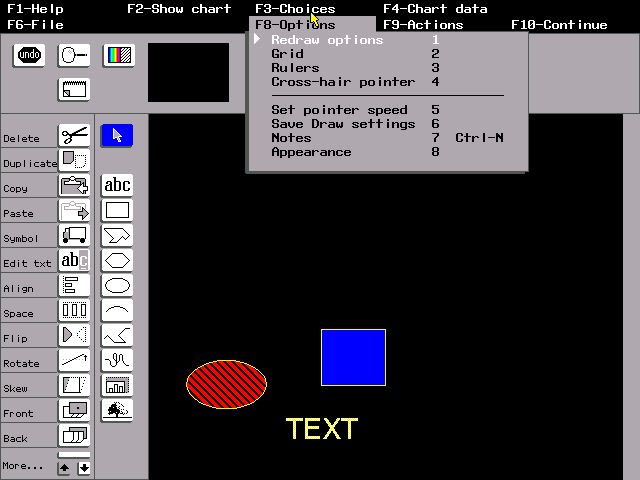 F1-Help F2-Show chart F3-Choices F4-Chart data
F6-File F8-Options F9-Actions F10-Continue
undo
Redraw options 1
Grid 2
Rulers 3
Cross-hair pointer 4
Set pointer speed 5
Save Draw settings 6
Notes 7 Ctrl-N
Appearance 8
Delete
Duplicate
Copy
abc
Paste
Symbol
Edit txt abc
Align
Space
Flip
Rotate
Skew
Front
Back
More...
TEXT